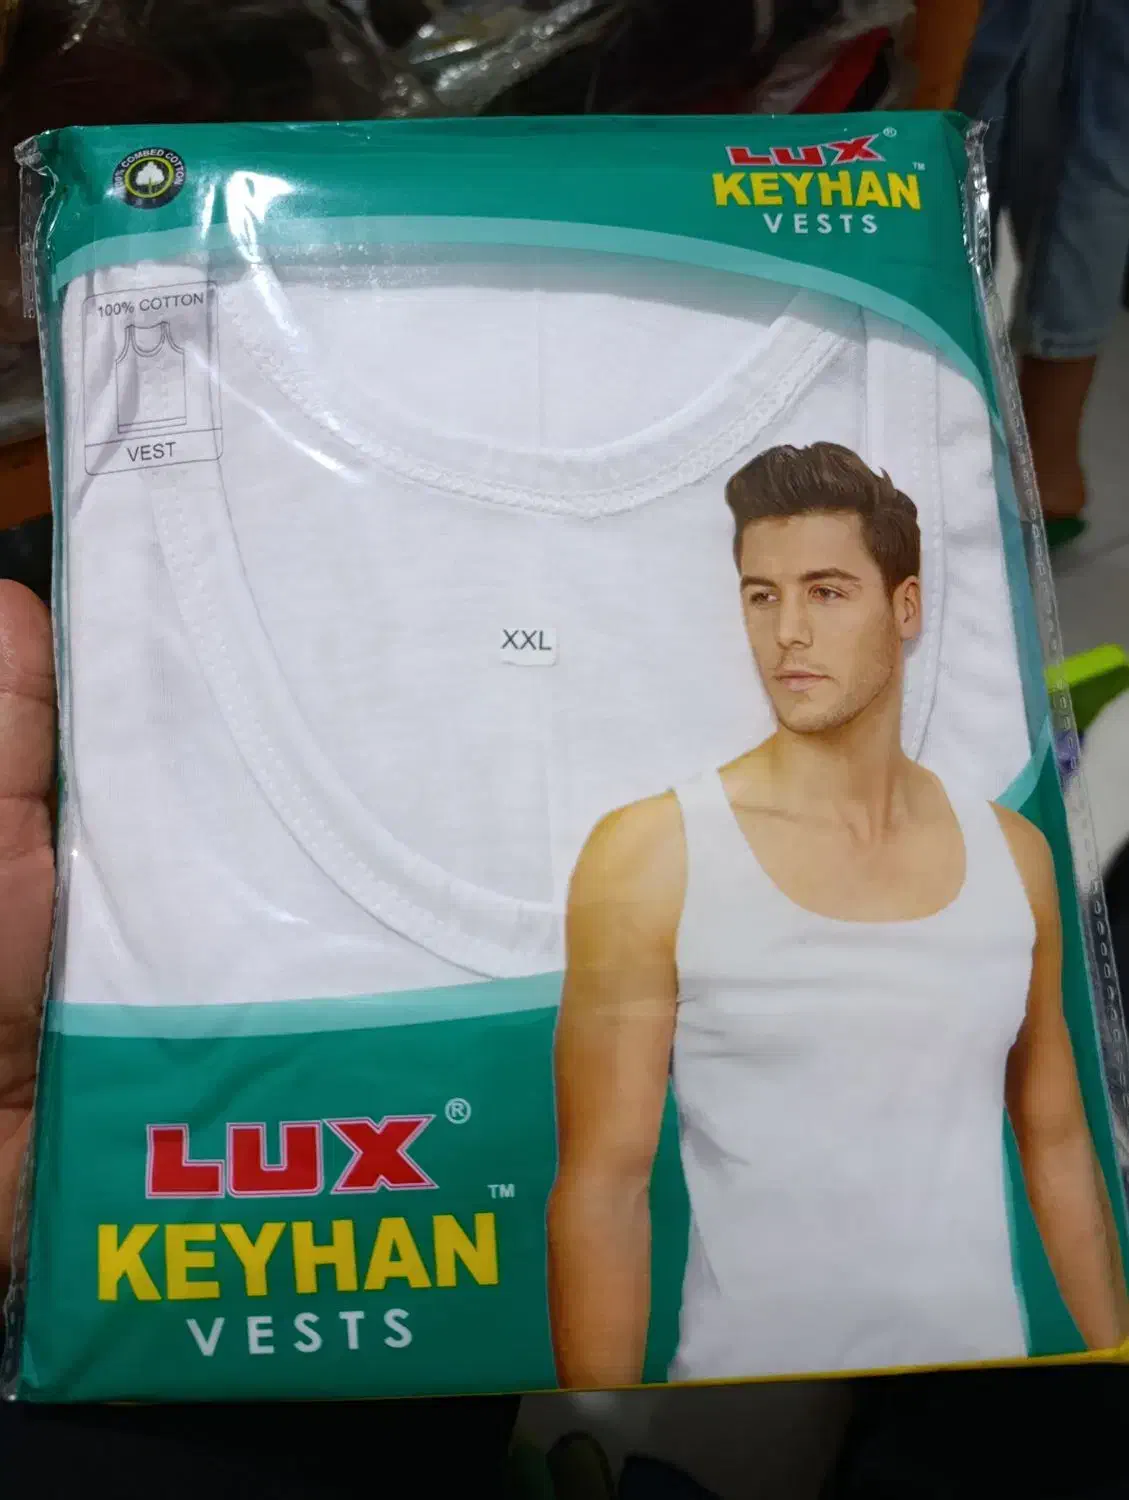 100% COMBED COTTON
LUX®
KEYHAN™
VESTS
100% COTTON
VEST
XXL
LUX®
KEYHAN™
VESTS